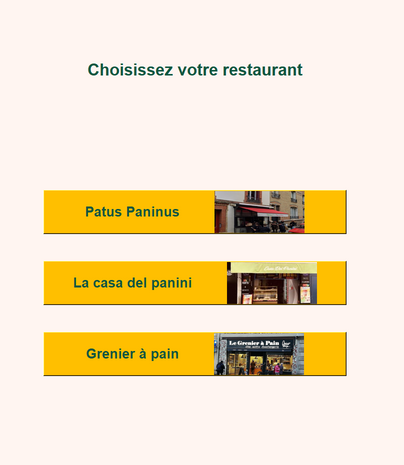 Choisissez votre restaurant
Patus Paninus
La casa del panini
Grenier à pain
Le Grenier à Pain